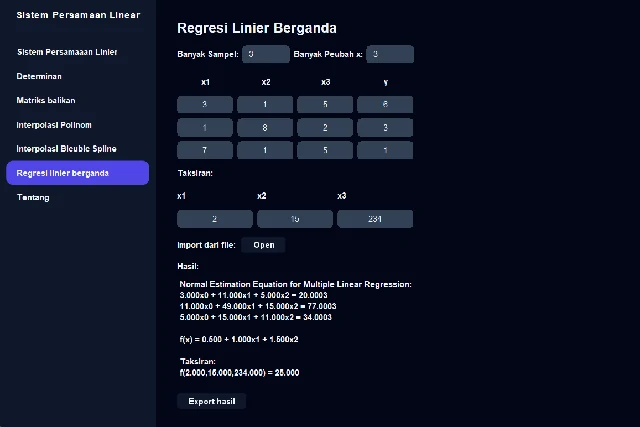 Sistem Persamaan Linear
Sistem Persamaaan Linier
Determinan
Matriks balikan
Interpolasi Polinom
Interpolasi Bicubic Spline
Regresi linier berganda
Tentang
Regresi Linier Berganda
Banyak Sampel: 3 Banyak Peubah x: 3
x1 x2 x3 y
3 1 5 6
1 8 2 3
7 1 5 1
Taksiran:
x1 x2 x3
2 15 234
Import dari file: Open
Hasil:
Normal Estimation Equation for Multiple Linear Regression:
3.000x0 + 11.000x1 + 5.000x2 = 20.0003
11.000x0 + 49.000x1 + 15.000x2 = 77.0003
5.000x0 + 15.000x1 + 11.000x2 = 34.0003
f(x) = 0.500 + 1.000x1 + 1.500x2
Taksiran:
f(2.000,15.000,234.000) = 25.000
Export hasil